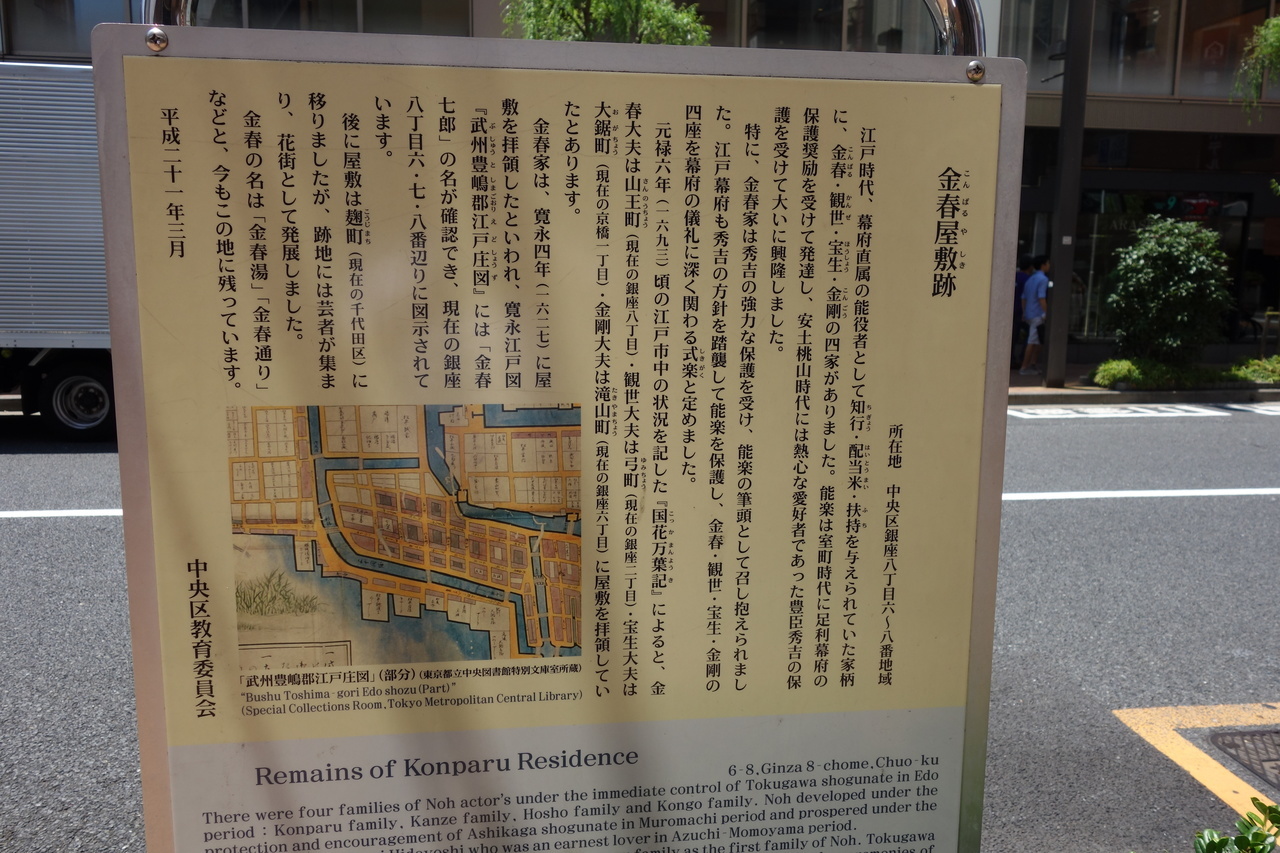 金春屋敷跡
こんぱるやしき
所在地　中央区銀座八丁目六〜八番地域
江戸時代、幕府直属の能役者として知行・配当米・扶持を与えられていた家柄
に、金春・観世・宝生・金剛の四家がありました。能楽は室町時代に足利幕府の
保護奨励を受けて発達し、安土桃山時代には熱心な愛好者であった豊臣秀吉の保
護を受けて大いに興隆しました。
特に、金春家は秀吉の強力な保護を受け、能楽の筆頭として召し抱えられまし
た。江戸幕府も秀吉の方針を踏襲して能楽を保護し、金春・観世・宝生・金剛の
四座を幕府の儀礼に深く関わる式楽と定めました。
元禄六年（一六九三）頃の江戸市中の状況を記した『国花万葉記』によると、金
春大夫は山王町（現在の銀座八丁目）・観世大夫は弓町（現在の銀座二丁目）・宝生大夫は
大鋸町（現在の京橋一丁目）・金剛大夫は滝山町（現在の銀座六丁目）に屋敷を拝領してい
たとあります。
金春家は、寛永四年（一六二七）に屋
敷を拝領したといわれ、寛永江戸図
『武州豊嶋郡江戸庄図』には「金春
七郎」の名が確認でき、現在の銀座
八丁目六・七・八番辺りに図示されて
います。
後に屋敷は麹町（現在の千代田区）に
移りましたが、跡地には芸者が集ま
り、花街として発展しました。
金春の名は「金春湯」「金春通り」
などと、今もこの地に残っています。
平成二十一年三月
中央区教育委員会
「武州豊嶋郡江戸庄図」（部分）（東京都立中央図書館特別文庫室所蔵）
"Bushu Toshima-gori Edo shozu (Part)"
(Special Collections Room, Tokyo Metropolitan Central Library)
Remains of Konparu Residence
6-8, Ginza 8-chome, Chuo-ku
There were four families of Noh actor's under the immediate control of Tokugawa shogunate in Edo
period : Konparu family, Kanze family, Hosho family and Kongo family. Noh developed under the
protection and encouragement of Ashikaga shogunate in Muromachi period and prospered under the
Hideyoshi who was an earnest lover in Azuchi-Momoyama period.
family as the first family of Noh. Tokugawa